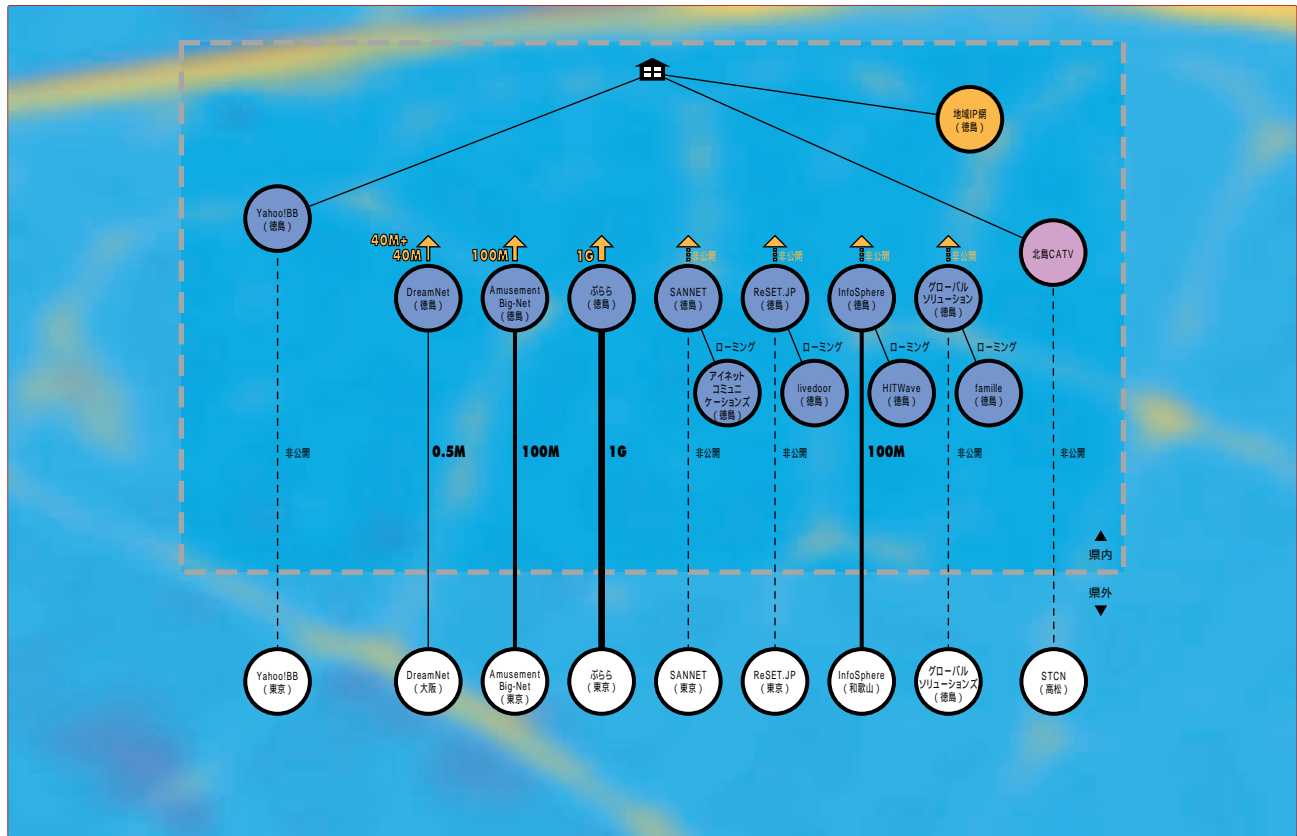 地域IP網
(徳島)
Yahoo!BB
(徳島)
北島CATV
40M+
40M
100M
1G
非公開
非公開
非公開
非公開
DreamNet
(徳島)
Amusement
Big-Net
(徳島)
ぷらら
(徳島)
SANNET
(徳島)
ReSET.JP
(徳島)
InfoSphere
(徳島)
グローバル
ソリューション
(徳島)
ローミング
ローミング
ローミング
ローミング
アイネット
コミュニ
ケーションズ
(徳島)
livedoor
(徳島)
HITWave
(徳島)
famille
(徳島)
非公開
0.5M
100M
1G
非公開
非公開
100M
非公開
非公開
▲
県内
県外
▼
Yahoo!BB
(東京)
DreamNet
(大阪)
Amusement
Big-Net
(東京)
ぷらら
(東京)
SANNET
(東京)
ReSET.JP
(東京)
InfoSphere
(和歌山)
グローバル
ソリューションズ
(徳島)
STCN
(高松)